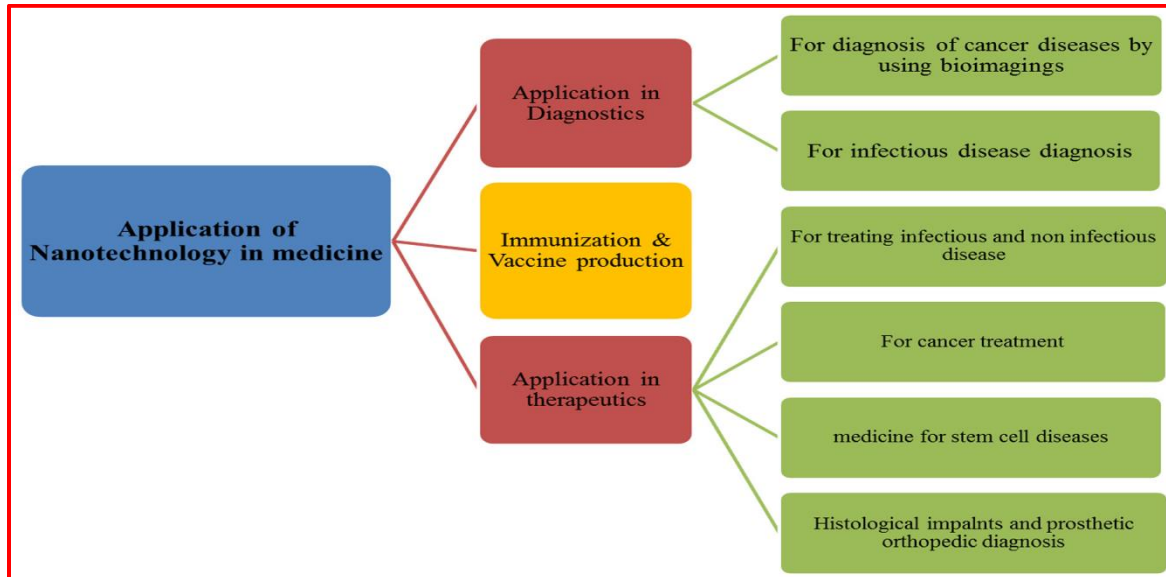 Application of
Nanotechnology in medicine
Application in
Diagnostics
For diagnosis of cancer diseases by
using bioimagings
For infectious disease diagnosis
Immunization &
Vaccine production
Application in
therapeutics
For treating infectious and non infectious
disease
For cancer treatment
medicine for stem cell diseases
Histological impalnts and prosthetic
orthopedic diagnosis